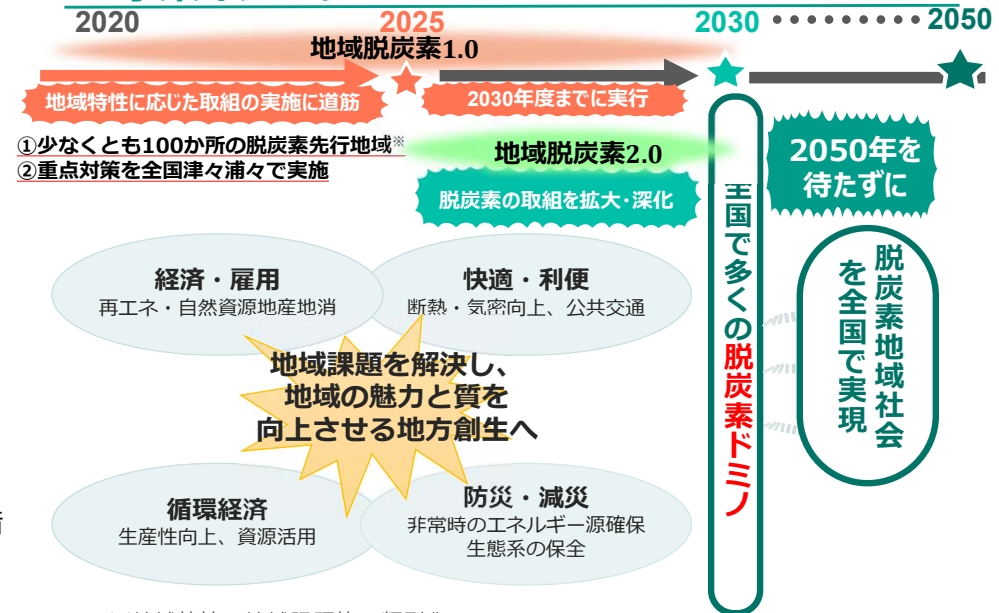 2020
2025
2030
2050
地域脱炭素1.0
地域特性に応じた取組の実施に道筋
2030年度までに実行
①少なくとも100か所の脱炭素先行地域※
②重点対策を全国津々浦々で実施
地域脱炭素2.0
脱炭素の取組を拡大・深化
2050年を
待たずに
経済・雇用
再エネ・自然資源地産地消
快適・利便
断熱・気密向上、公共交通
地域課題を解決し、
地域の魅力と質を
向上させる地方創生へ
循環経済
生産性向上、資源活用
防災・減災
非常時のエネルギー源確保
生態系の保全
全国で多くの脱炭素ドミノ
脱炭素地域社会
を全国で実現